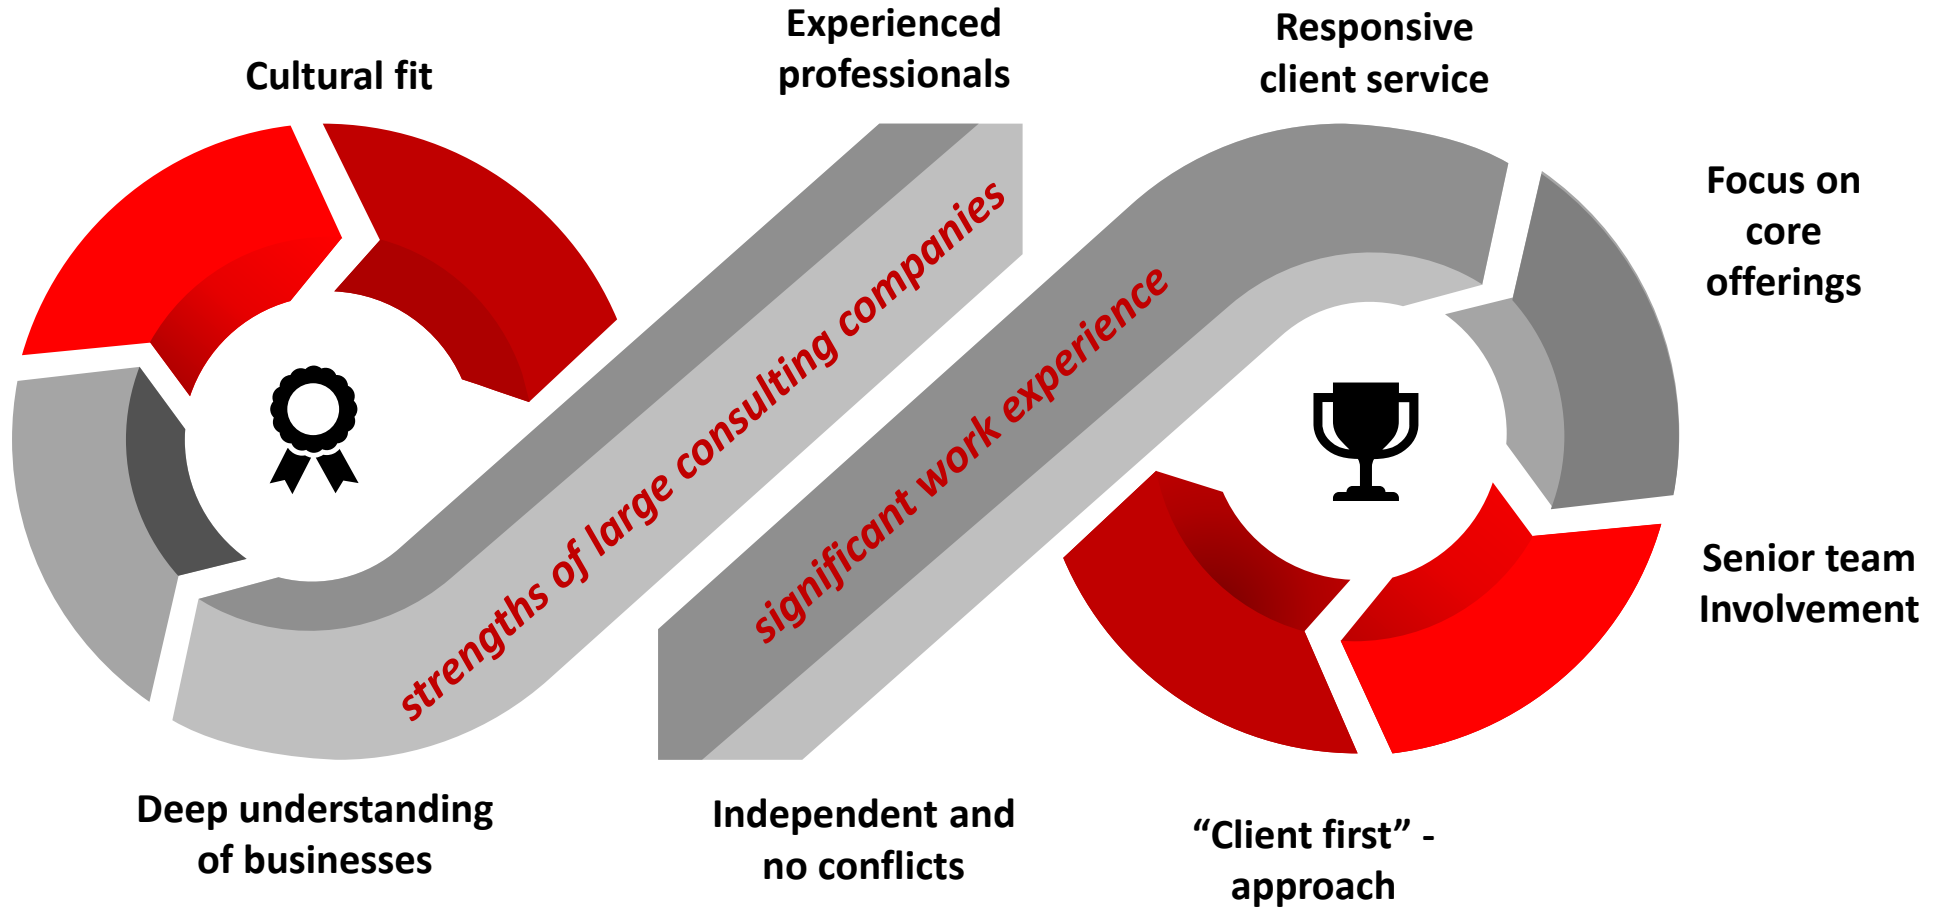 Cultural fit
Experienced
professionals
Responsive
client service
Focus on
core
offerings
strengths of large consulting companies
significant work experience
Senior team
Involvement
Deep understanding
of businesses
Independent and
no conflicts
“Client first” -
approach